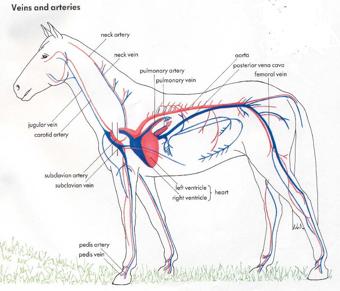 Veins and arteries
neck artery
neck vein
pulmonary artery
pulmonary vein
aorta
posterior vena cava
femoral vein
jugular vein
carotid artery
subclavian artery
subclavian vein
left ventricle
right ventricle
heart
pedis artery
pedis vein